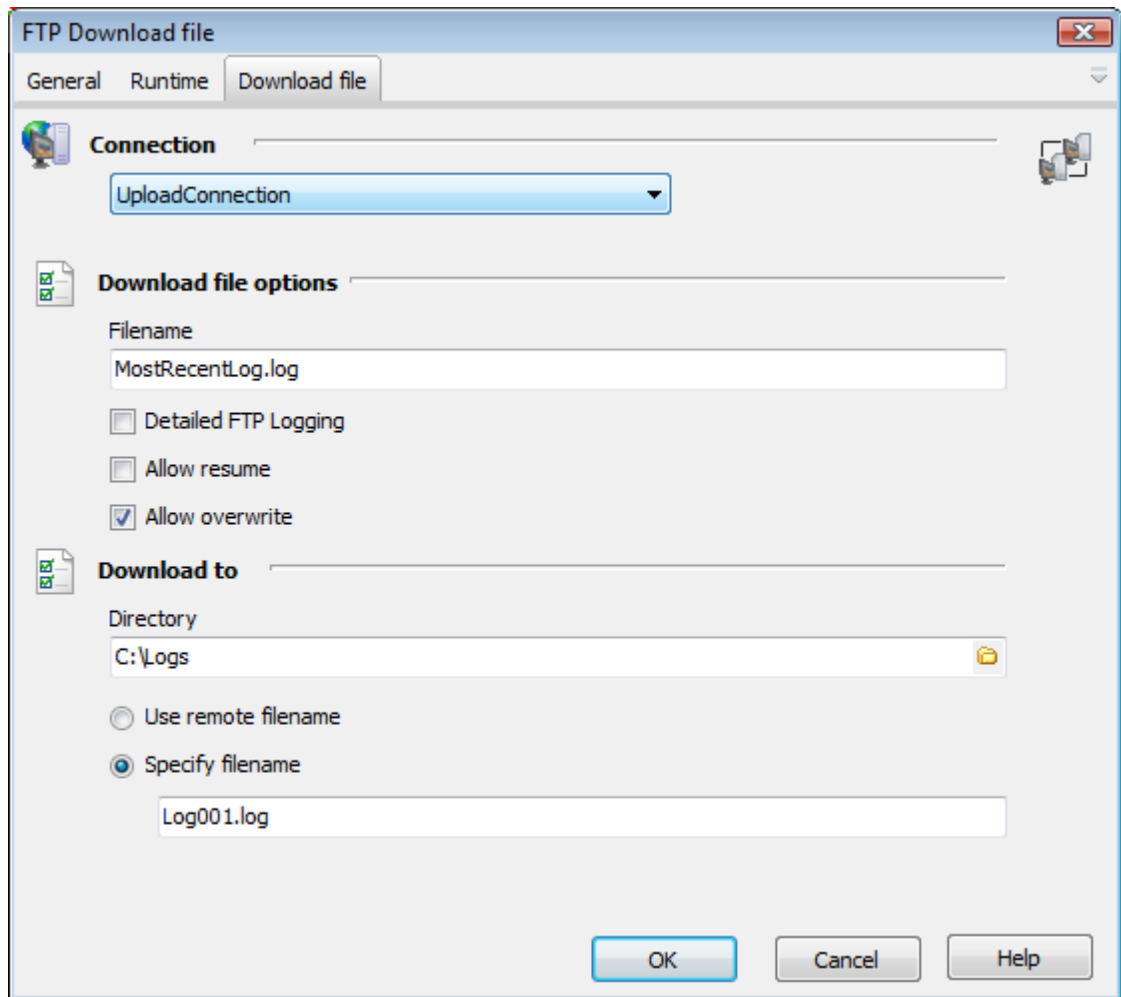 FTP Download file
General Runtime Download file
Connection
UploadConnection
Download file options
Filename
MostRecentLog.log
Detailed FTP Logging
Allow resume
Allow overwrite
Download to
Directory
C:\Logs
Use remote filename
Specify filename
Log001.log
OK Cancel Help